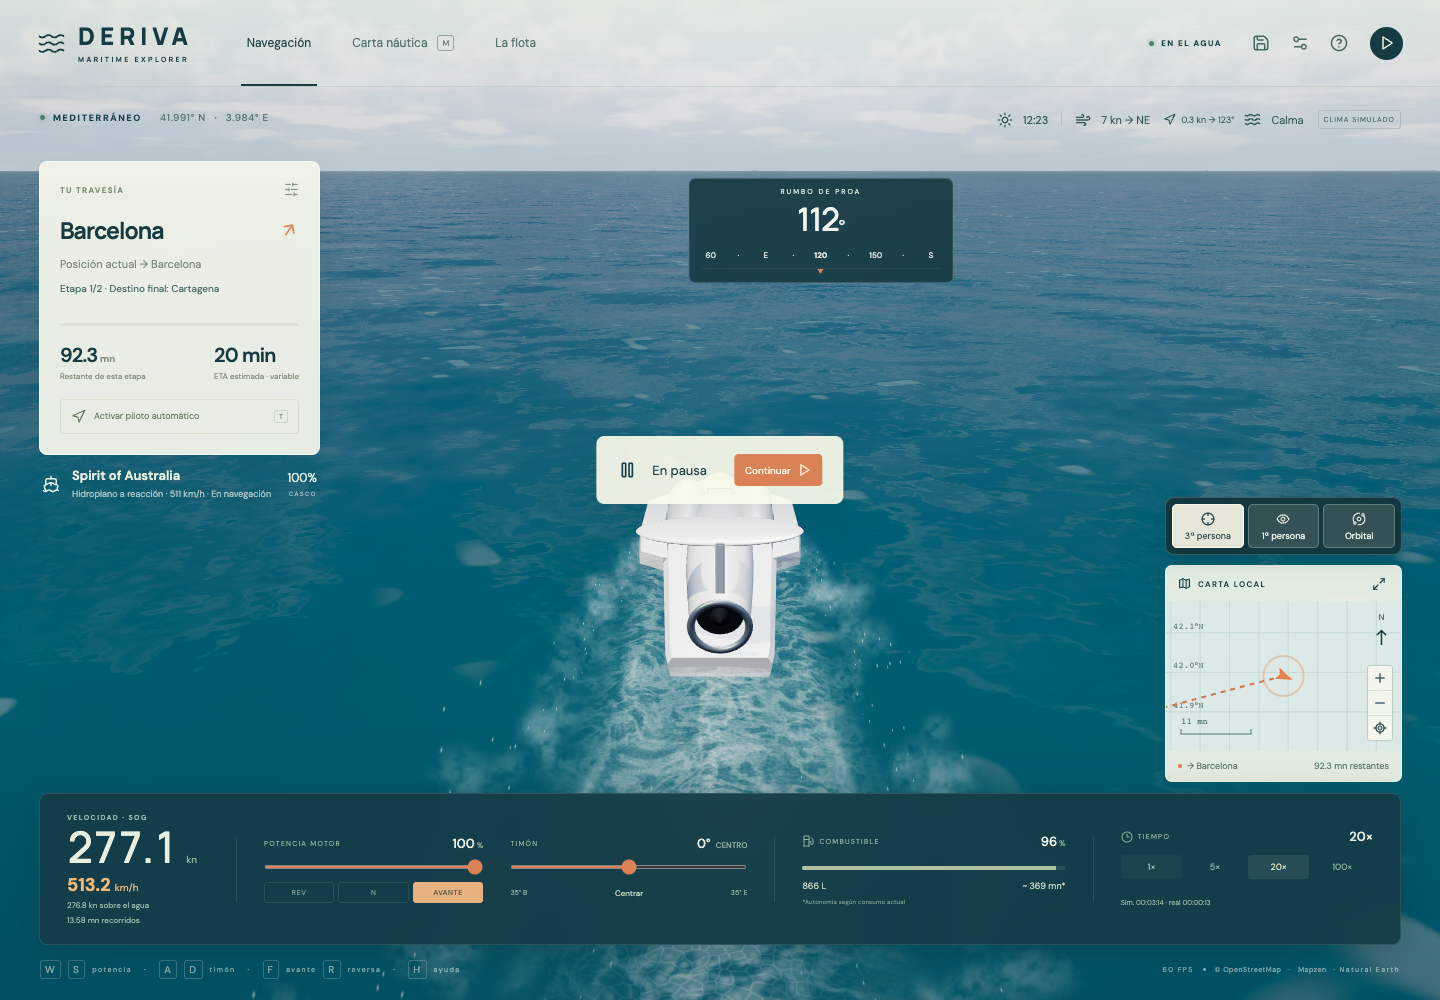 DERIVA
MARITIME EXPLORER
Navegación
Carta náutica M
La flota
EN EL AGUA
MEDITERRÁNEO 41.991° N · 3.984° E
12:23
7 kn → NE
0.3 kn → 123°
Calma
CLIMA SIMULADO
TU TRAVESÍA
Barcelona
Posición actual → Barcelona
Etapa 1/2 · Destino final: Cartagena
92.3 mn
Restante de esta etapa
20 min
ETA estimada · variable
Activar piloto automático T
Spirit of Australia
Hidroplano a reacción · 511 km/h · En navegación
100%
CASCO
RUMBO DE PROA
112°
60 · E · 120 · 150 · S
En pausa
Continuar
3ª persona
1ª persona
Orbital
CARTA LOCAL
N
42.1°N
42.0°N
41.9°N
11 mn
→ Barcelona
92.3 mn restantes
VELOCIDAD · SOG
277.1 kn
513.2 km/h
276.8 kn sobre el agua
13.58 mn recorridos
POTENCIA MOTOR 100 %
REV N AVANTE
TIMÓN 0° CENTRO
35° B Centrar 35° E
COMBUSTIBLE 96 %
866 L ~ 369 mn*
*Autonomía según consumo actual
TIEMPO 20×
1× 5× 20× 100×
Sim. 00:03:14 · real 00:00:13
W S potencia · A D timón · F avante R reversa · H ayuda
60 FPS • © OpenStreetMap · Mapzen · Natural Earth